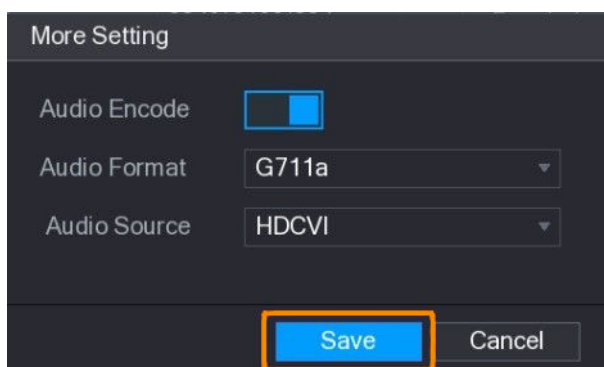 More Setting
Audio Encode
Audio Format G711a
Audio Source HDCVI
Save Cancel